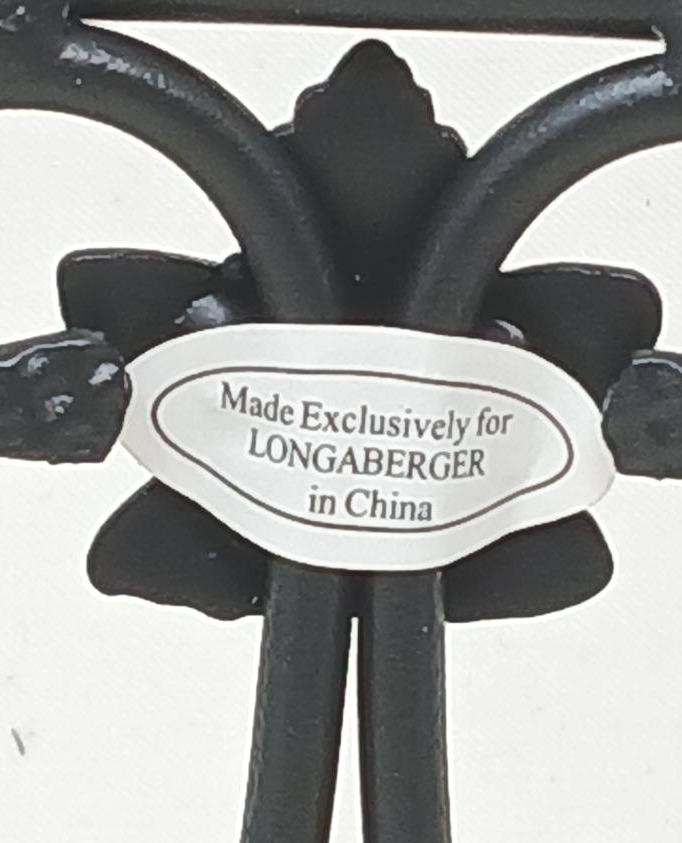 Made Exclusively for
LONGABERGER
in China